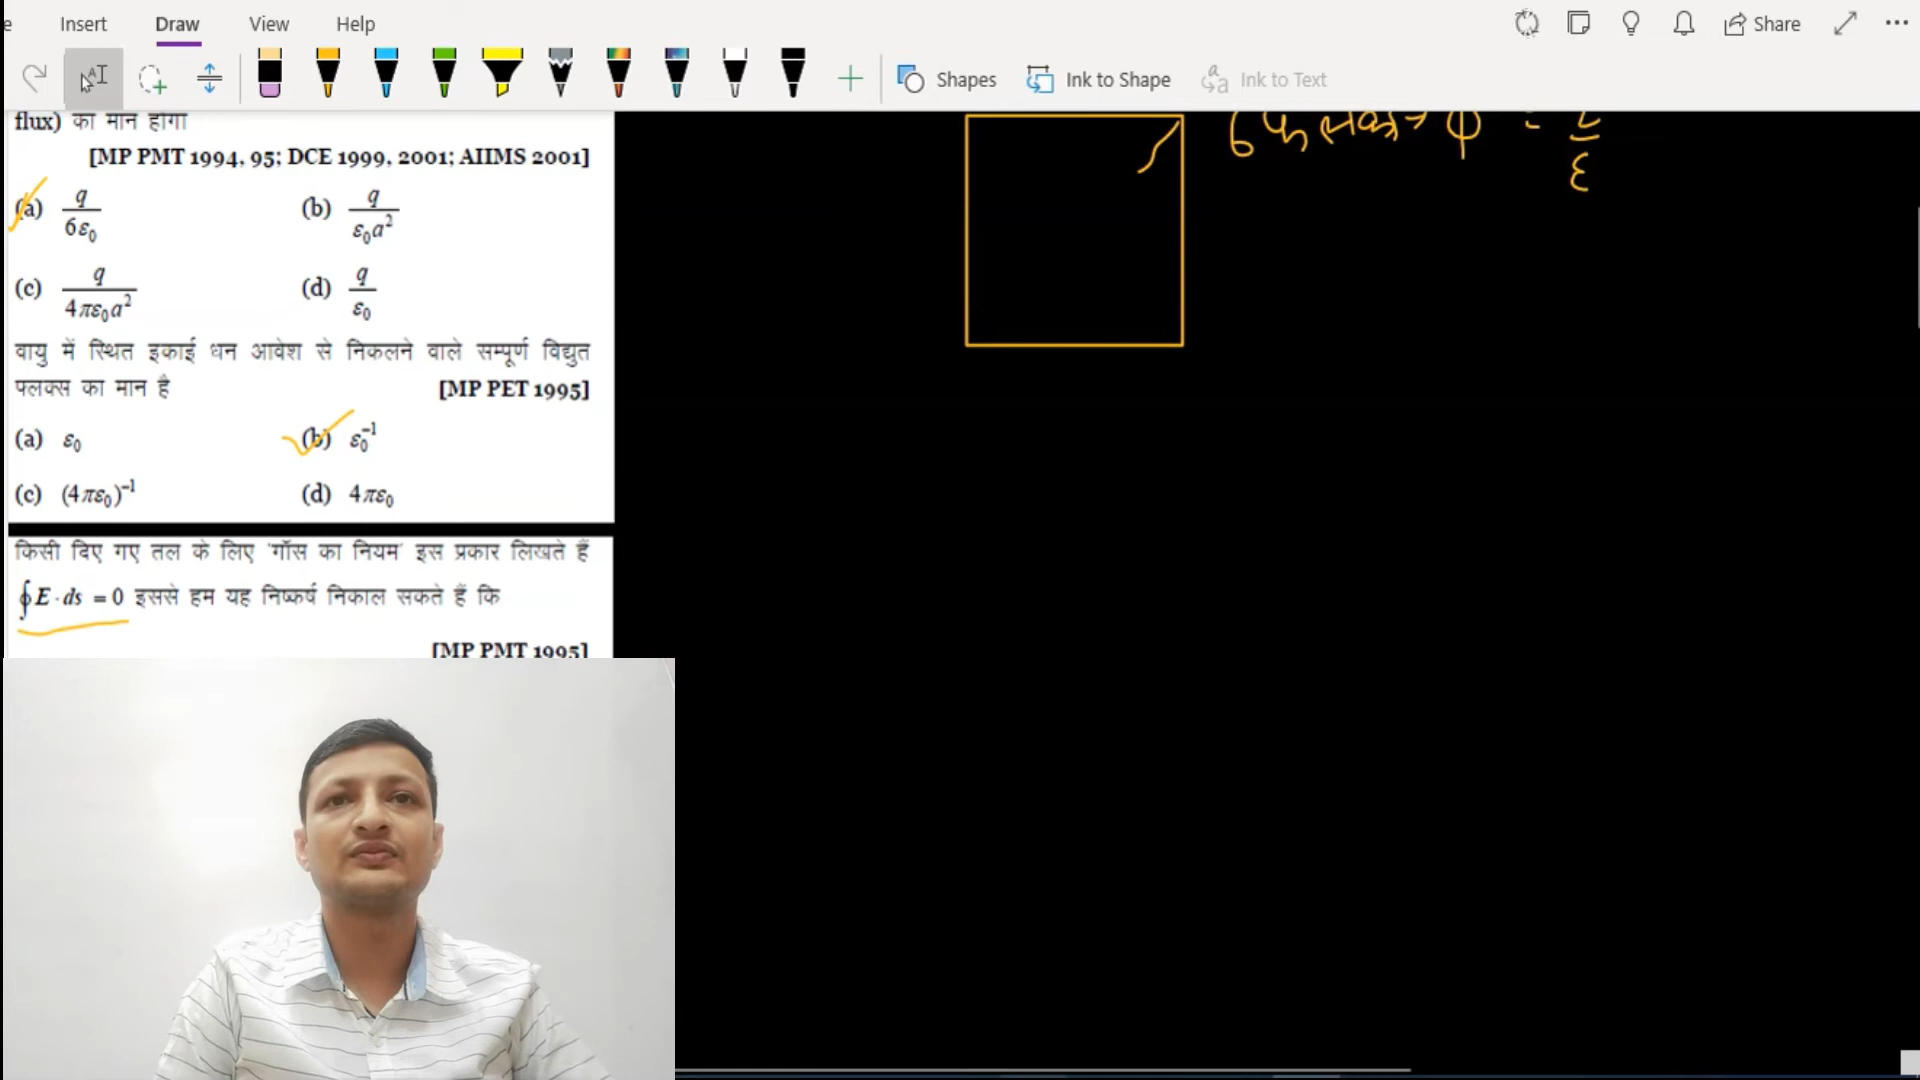 Insert Draw View Help Share
Shapes Ink to Shape Ink to Text
flux) का मान होगा
[MP PMT 1994, 95; DCE 1999, 2001; AIIMS 2001]
(a) q/6ε₀ (b) q/ε₀a²
(c) q/4πε₀a² (d) q/ε₀
वायु में स्थित इकाई धन आवेश से निकलने वाले सम्पूर्ण विद्युत
फ्लक्स का मान है [MP PET 1995]
(a) ε₀ (b) ε₀⁻¹
(c) (4πε₀)⁻¹ (d) 4πε₀
किसी दिए गए तल के लिए 'गॉस का नियम' इस प्रकार लिखते हैं
∮E·ds = 0 इससे हम यह निष्कर्ष निकाल सकते हैं कि
[MP PMT 1995]
6 ϕ = ε